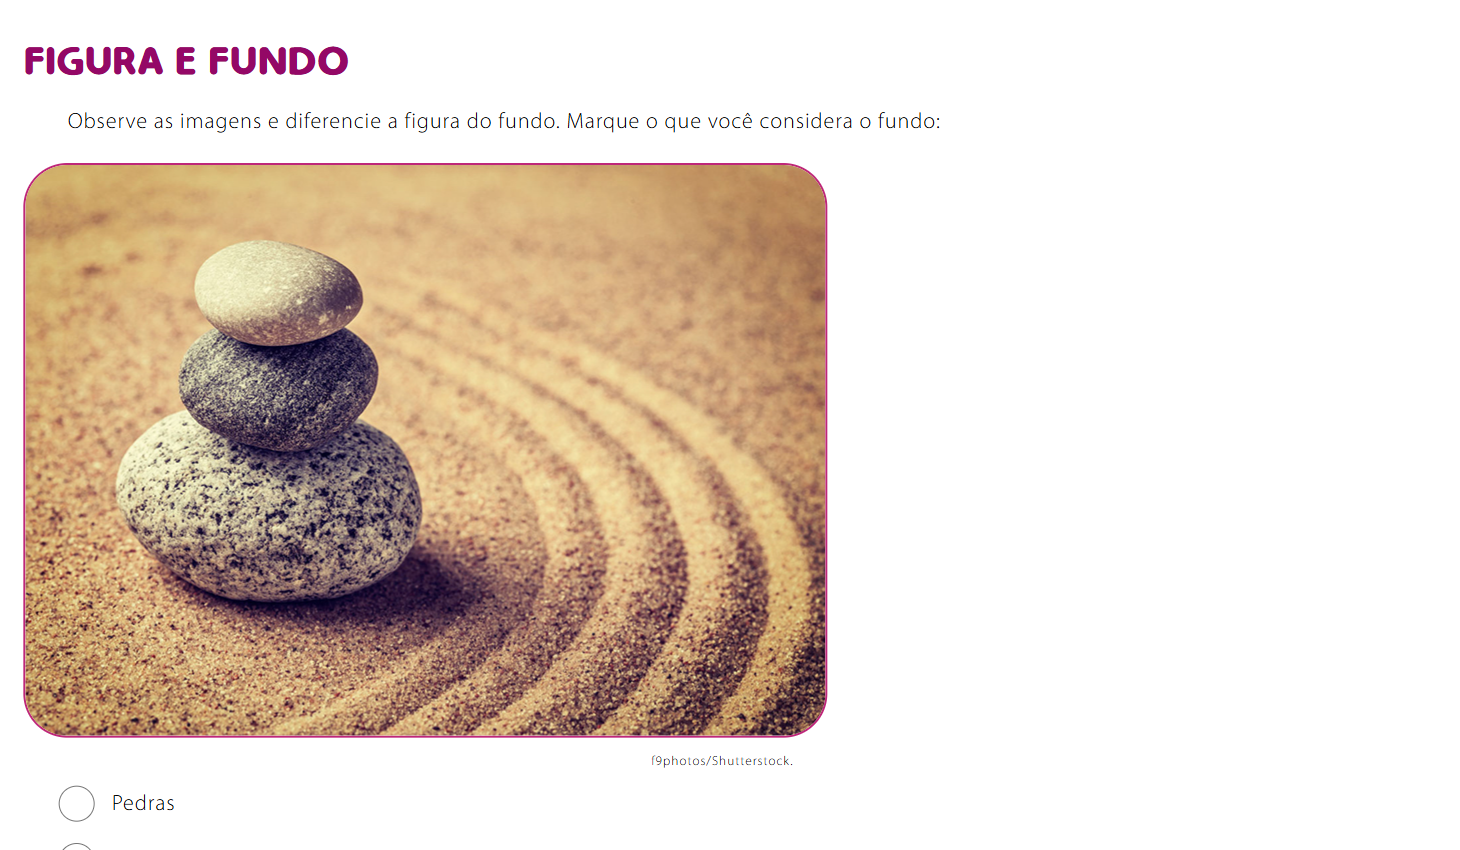 FIGURA E FUNDO
Observe as imagens e diferencie a figura do fundo. Marque o que você considera o fundo:
f9photos/Shutterstock.
Pedras